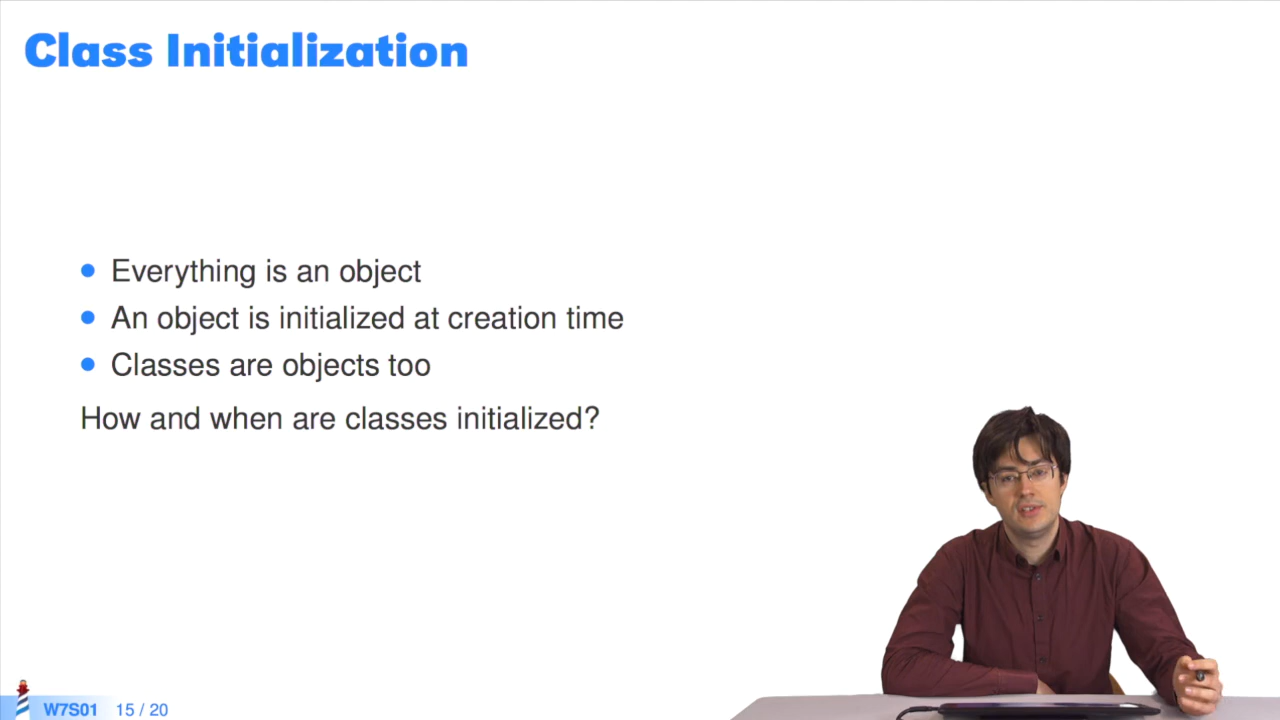 Class Initialization
Everything is an object
An object is initialized at creation time
Classes are objects too
How and when are classes initialized?
W7S01 15 / 20